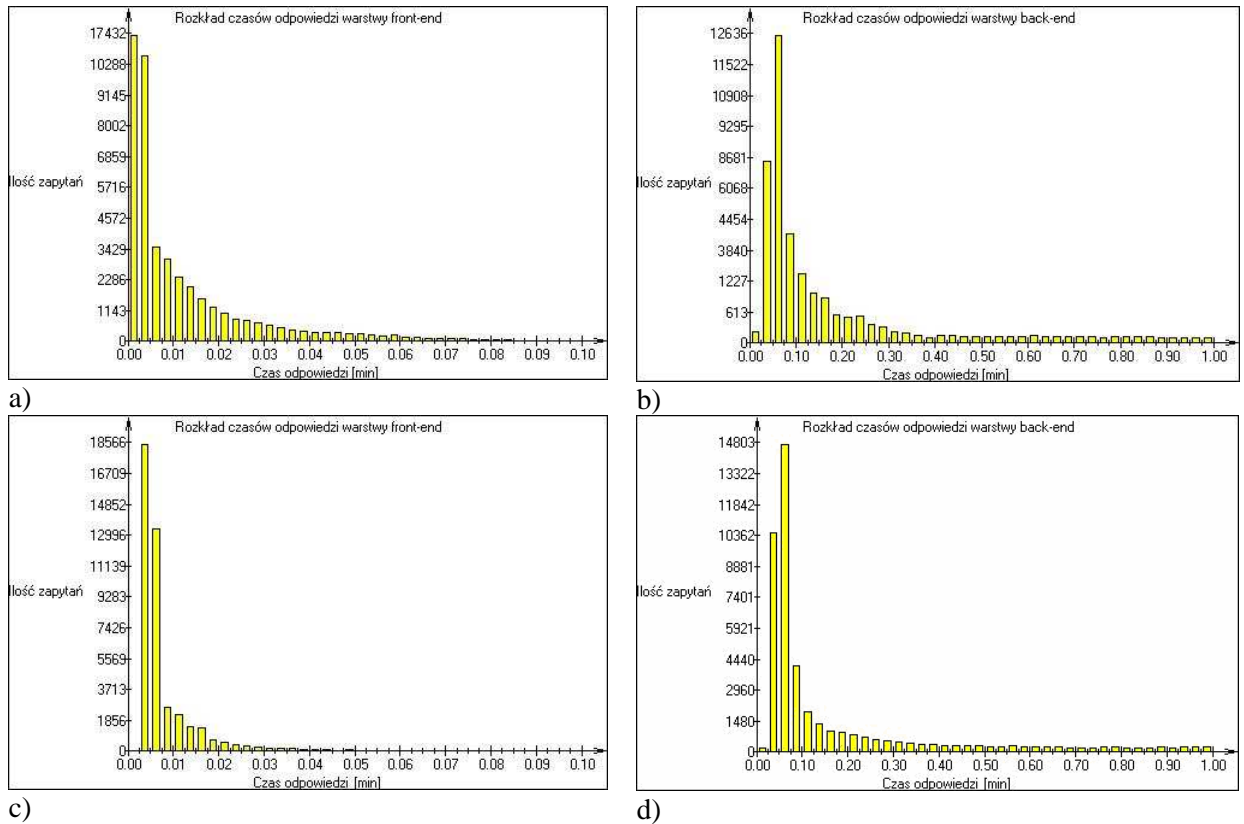 Rozkład czasów odpowiedzi warstwy front-end
17432
10288
9145
8002
6859
5716
4572
3429
2286
1143
0
Ilość zapytań
0.00 0.01 0.02 0.03 0.04 0.05 0.06 0.07 0.08 0.09 0.10
Czas odpowiedzi [min]
a)
Rozkład czasów odpowiedzi warstwy back-end
12636
11522
10908
9295
8681
6068
4454
3840
1227
613
0
Ilość zapytań
0.00 0.10 0.20 0.30 0.40 0.50 0.60 0.70 0.80 0.90 1.00
Czas odpowiedzi [min]
b)
Rozkład czasów odpowiedzi warstwy front-end
18566
16709
14852
12996
11139
9283
7426
5569
3713
1856
0
Ilość zapytań
0.00 0.01 0.02 0.03 0.04 0.06 0.06 0.07 0.08 0.09 0.10
Czas odpowiedzi [min]
c)
Rozkład czasów odpowiedzi warstwy back-end
14803
13322
11842
10362
8881
7401
5921
4440
2960
1480
0
Ilość zapytań
0.00 0.10 0.20 0.30 0.40 0.50 0.60 0.70 0.80 0.90 1.00
Czas odpowiedzi [min]
d)